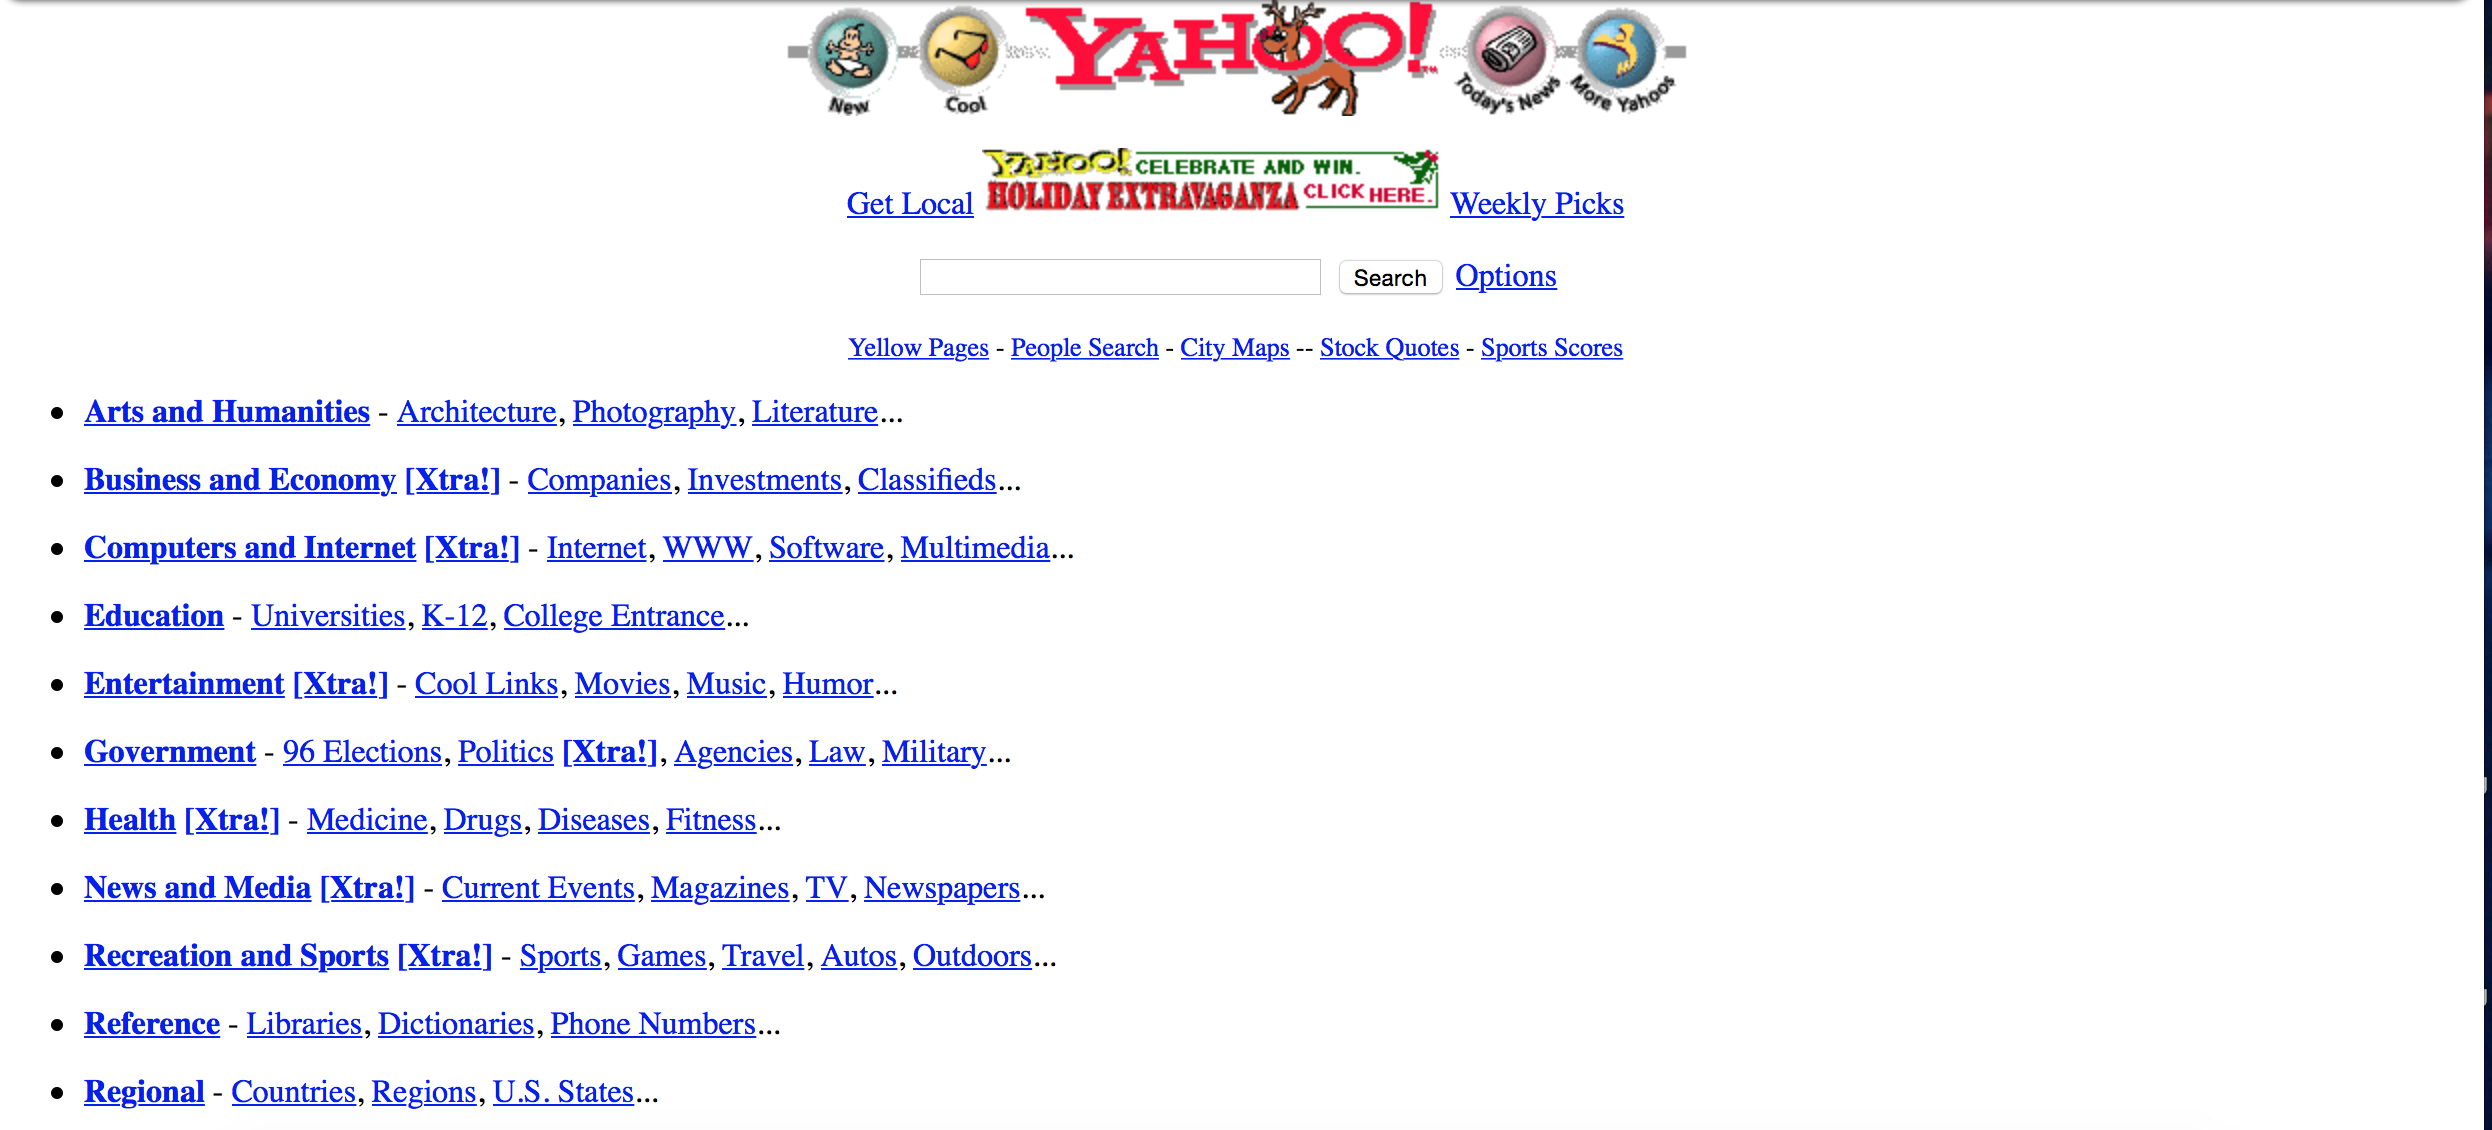 YAHOO!
New Cool Today's News More Yahoos
YAHOO! CELEBRATE AND WIN.
Get Local HOLIDAY EXTRAVAGANZA CLICK HERE. Weekly Picks
Search Options
Yellow Pages - People Search - City Maps -- Stock Quotes - Sports Scores
• Arts and Humanities - Architecture, Photography, Literature...
• Business and Economy [Xtra!] - Companies, Investments, Classifieds...
• Computers and Internet [Xtra!] - Internet, WWW, Software, Multimedia...
• Education - Universities, K-12, College Entrance...
• Entertainment [Xtra!] - Cool Links, Movies, Music, Humor...
• Government - 96 Elections, Politics [Xtra!], Agencies, Law, Military...
• Health [Xtra!] - Medicine, Drugs, Diseases, Fitness...
• News and Media [Xtra!] - Current Events, Magazines, TV, Newspapers...
• Recreation and Sports [Xtra!] - Sports, Games, Travel, Autos, Outdoors...
• Reference - Libraries, Dictionaries, Phone Numbers...
• Regional - Countries, Regions, U.S. States...